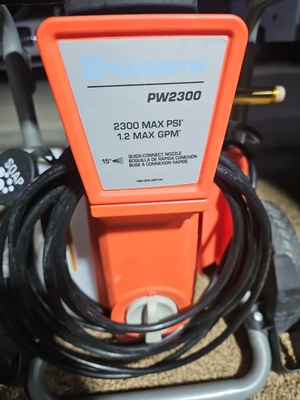 Husqvarna
PW2300
2300 MAX PSI*
1.2 MAX GPM*
15°
QUICK-CONNECT NOZZLE
BOQUILLA DE RÁPIDA CONEXIÓN
BUSE À CONNEXION RAPIDE
SOAP